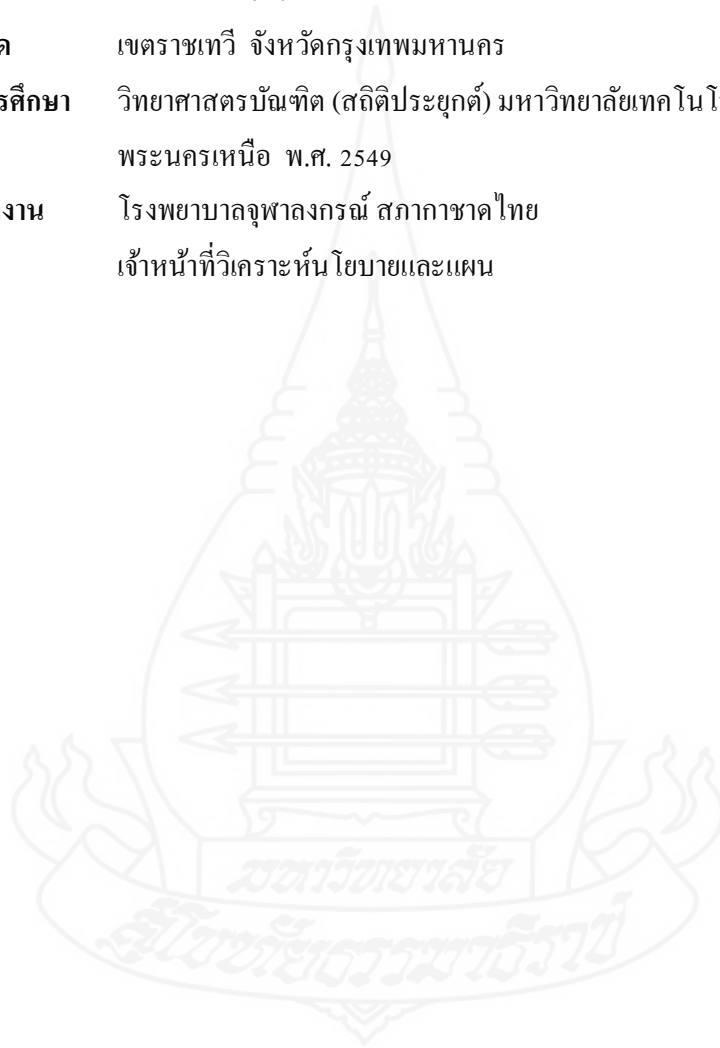 ด เขตราชเทวี จังหวัดกรุงเทพมหานคร
รศึกษา วิทยาศาสตรบัณฑิต (สถิติประยุกต์) มหาวิทยาลัยเทคโนโ
พระนครเหนือ พ.ศ. 2549
งาน โรงพยาบาลจุฬาลงกรณ์ สภากาชาดไทย
เจ้าหน้าที่วิเคราะห์นโยบายและแผน
มหาวิทยาลัย
สุโขทัยธรรมาธิราช